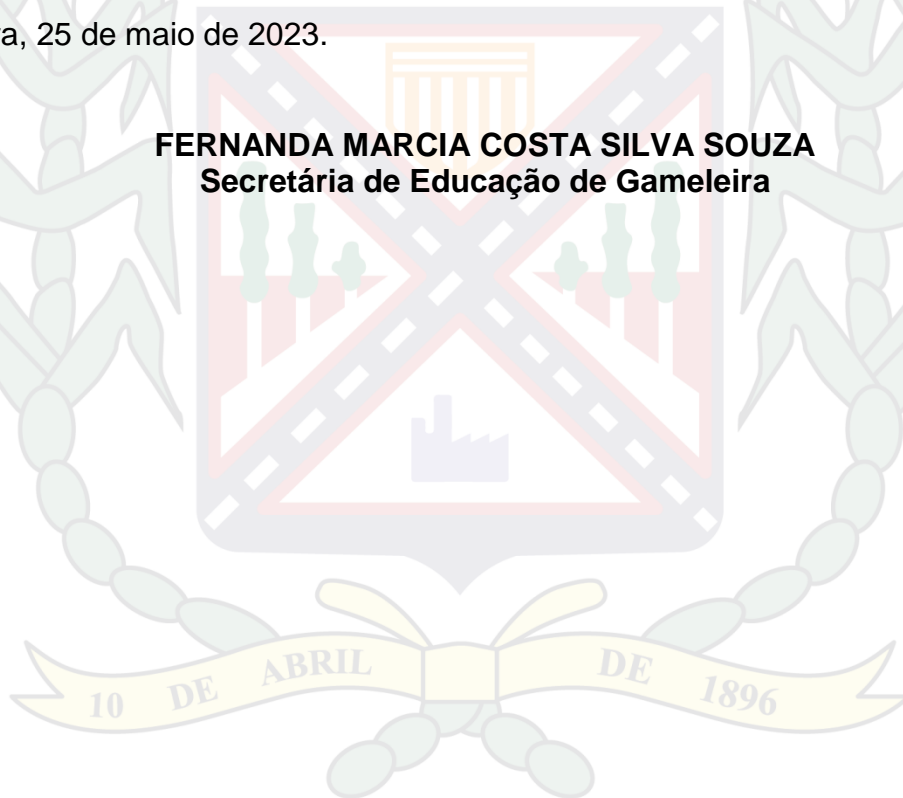 ra, 25 de maio de 2023.
FERNANDA MARCIA COSTA SILVA SOUZA
Secretária de Educação de Gameleira
10 DE ABRIL DE 1896